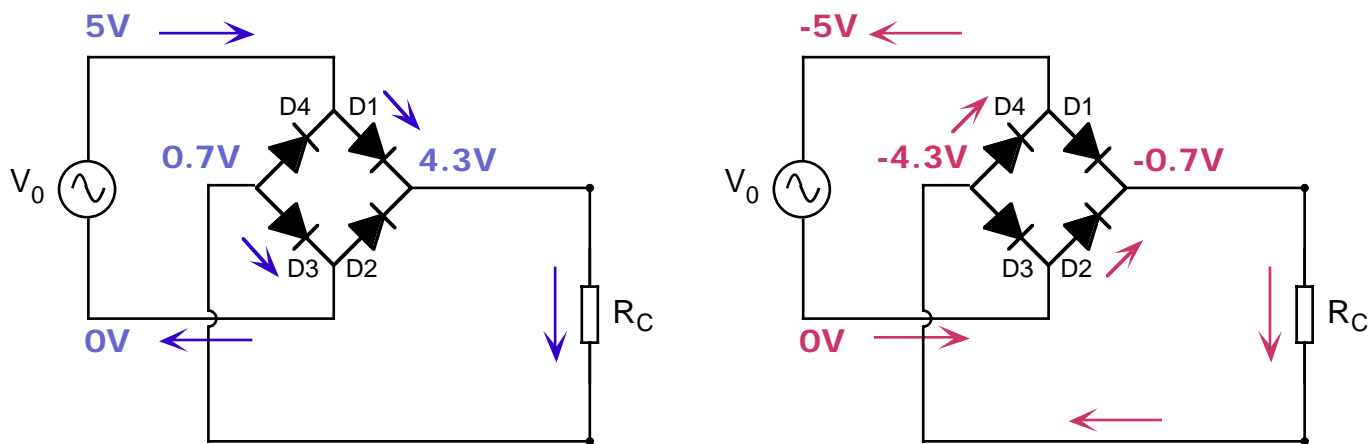 5V
D4 D1
0.7V 4.3V
V0
D3 D2
0V
RC
-5V
D4 D1
-4.3V -0.7V
V0
D3 D2
0V
RC